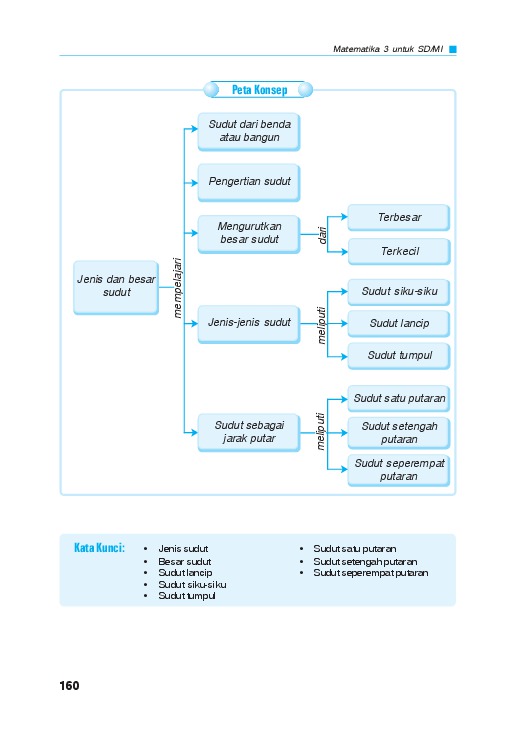 Matematika 3 untuk SD/MI
Peta Konsep
Sudut dari benda
atau bangun
Pengertian sudut
Mengurutkan
besar sudut
dari
Terbesar
Terkecil
Jenis dan besar
sudut
mempelajari
Jenis-jenis sudut
meliputi
Sudut siku-siku
Sudut lancip
Sudut tumpul
Sudut sebagai
jarak putar
meliputi
Sudut satu putaran
Sudut setengah
putaran
Sudut seperempat
putaran
Kata Kunci:
• Jenis sudut
• Besar sudut
• Sudut lancip
• Sudut siku-siku
• Sudut tumpul
• Sudut satu putaran
• Sudut setengah putaran
• Sudut seperempat putaran
160